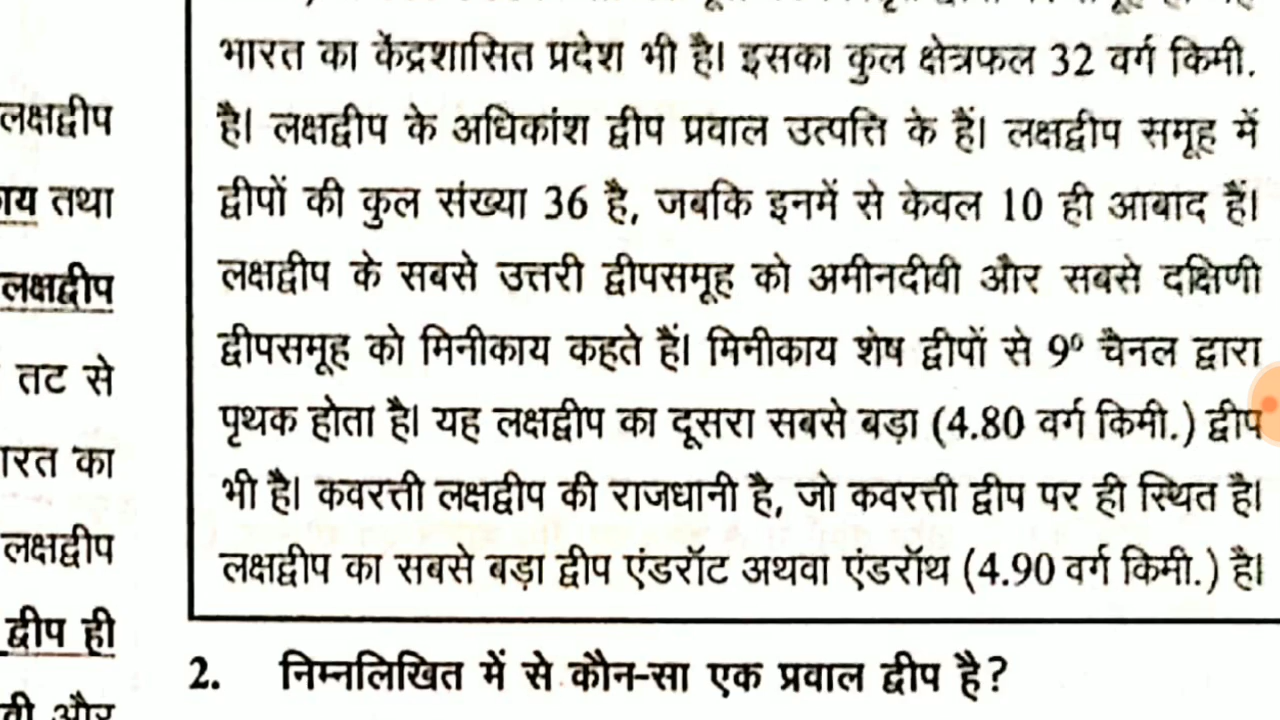 लक्षद्वीप
तथा
लक्षद्वीप
तट से
का
लक्षद्वीप
द्वीप ही
और
भारत का केंद्रशासित प्रदेश भी है। इसका कुल क्षेत्रफल 32 वर्ग किमी.
है। लक्षद्वीप के अधिकांश द्वीप प्रवाल उत्पत्ति के हैं। लक्षद्वीप समूह में
द्वीपों की कुल संख्या 36 है, जबकि इनमें से केवल 10 ही आबाद हैं।
लक्षद्वीप के सबसे उत्तरी द्वीपसमूह को अमीनदीवी और सबसे दक्षिणी
द्वीपसमूह को मिनीकाय कहते हैं। मिनीकाय शेष द्वीपों से 9° चैनल द्वारा
पृथक होता है। यह लक्षद्वीप का दूसरा सबसे बड़ा (4.80 वर्ग किमी.) द्वीप
भी है। कवरत्ती लक्षद्वीप की राजधानी है, जो कवरत्ती द्वीप पर ही स्थित है।
लक्षद्वीप का सबसे बड़ा द्वीप एंडरॉट अथवा एंडरॉथ (4.90 वर्ग किमी.) है।
2. निम्नलिखित में से कौन-सा एक प्रवाल द्वीप है?